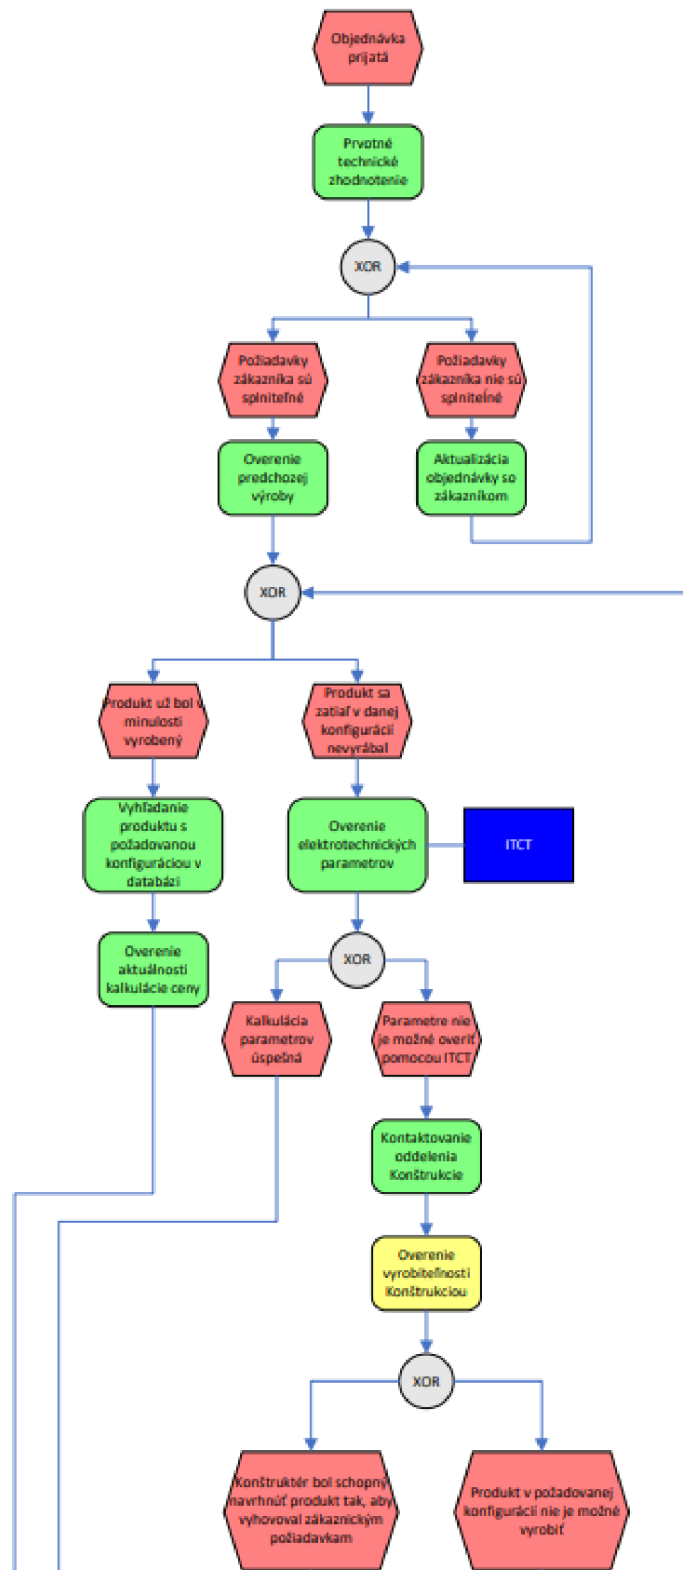 Objednávka
prijatá
Prvotné
technické
zhodnotenie
XOR
Požiadavky
zákazníka sú
splniteľné
Požiadavky
zákazníka nie sú
splniteľné
Overenie
predchozej
výroby
Aktualizácia
objednávky so
zákazníkom
XOR
Produkt už bol v
minulosti
vyrobený
Produkt sa
zatiaľ v danej
konfigurácií
nevyrábal
Vyhľadanie
produktu s
požadovanou
konfiguráciou v
databázi
Overenie
elektrotechnických
parametrov
ITCT
Overenie
aktuálnosti
kalkulácie ceny
XOR
Kalkulácia
parametrov
úspešná
Parametre nie
je možné overiť
pomocou ITCT
Kontaktovanie
oddelenia
Konštrukcie
Overenie
vyrobiteľnosti
Konštrukciou
XOR
Konštruktér bol schopný
navrhnúť produkt tak, aby
vyhovoval zákazníckym
požiadavkam
Produkt v požadovanej
konfigurácií nie je možné
vyrobiť